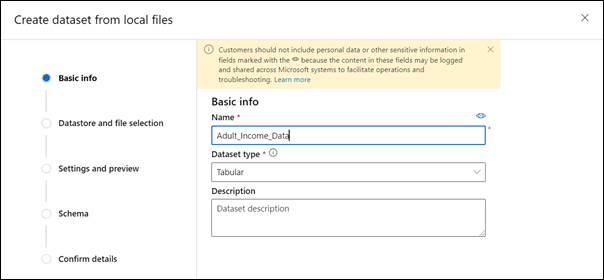 Create dataset from local files
Customers should not include personal data or other sensitive information in
fields marked with the because the content in these fields may be logged
and shared across Microsoft systems to facilitate operations and
troubleshooting. Learn more
Basic info
Datastore and file selection
Settings and preview
Schema
Confirm details
Basic info
Name *
Adult_Income_Data
*
Dataset type *
Tabular
Description
Dataset description